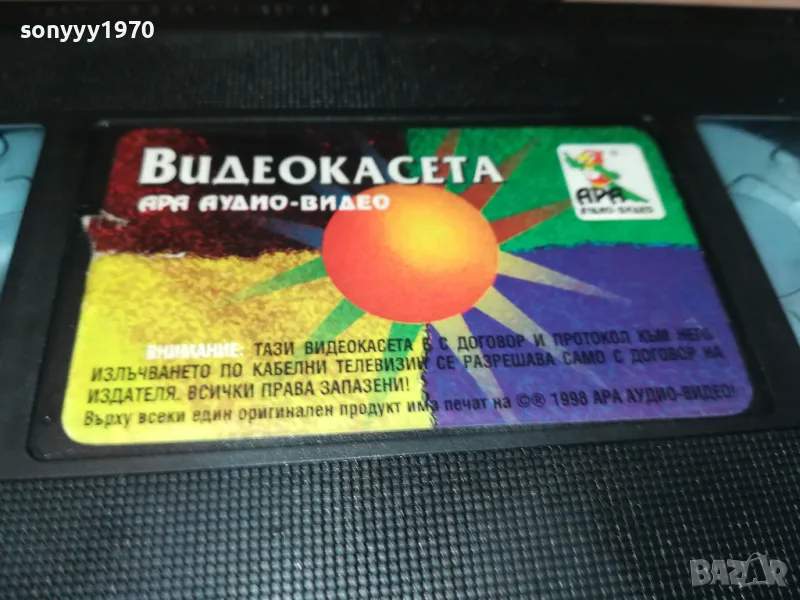 sonyyy1970
ВИДЕОКАСЕТА
АРА АУДИО-ВИДЕО
АРА
АУДИО-ВИДЕО
ВНИМАНИЕ: ТАЗИ ВИДЕОКАСЕТА Е С ДОГОВОР И ПРОТОКОЛ КЪМ НЕГО.
ИЗЛЪЧВАНЕТО ПО КАБЕЛНИ ТЕЛЕВИЗИИ СЕ РАЗРЕШАВА САМО С ДОГОВОР НА
ИЗДАТЕЛЯ. ВСИЧКИ ПРАВА ЗАПАЗЕНИ!
Върху всеки един оригинален продукт има печат на ©® 1998 АРА АУДИО-ВИДЕО!
BAZAR